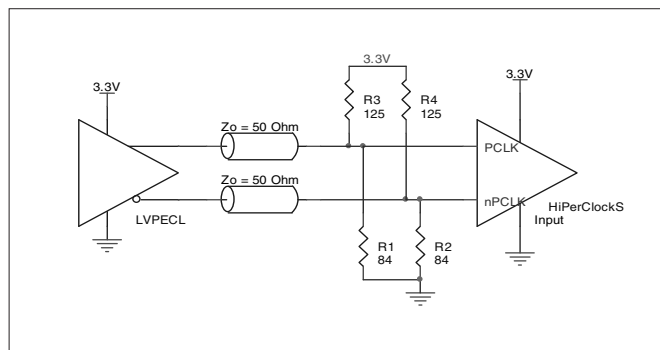 3.3V
3.3V
3.3V
R3
125
R4
125
Zo = 50 Ohm
PCLK
Zo = 50 Ohm
nPCLK
HiPerClockS
Input
LVPECL
R1
84
R2
84